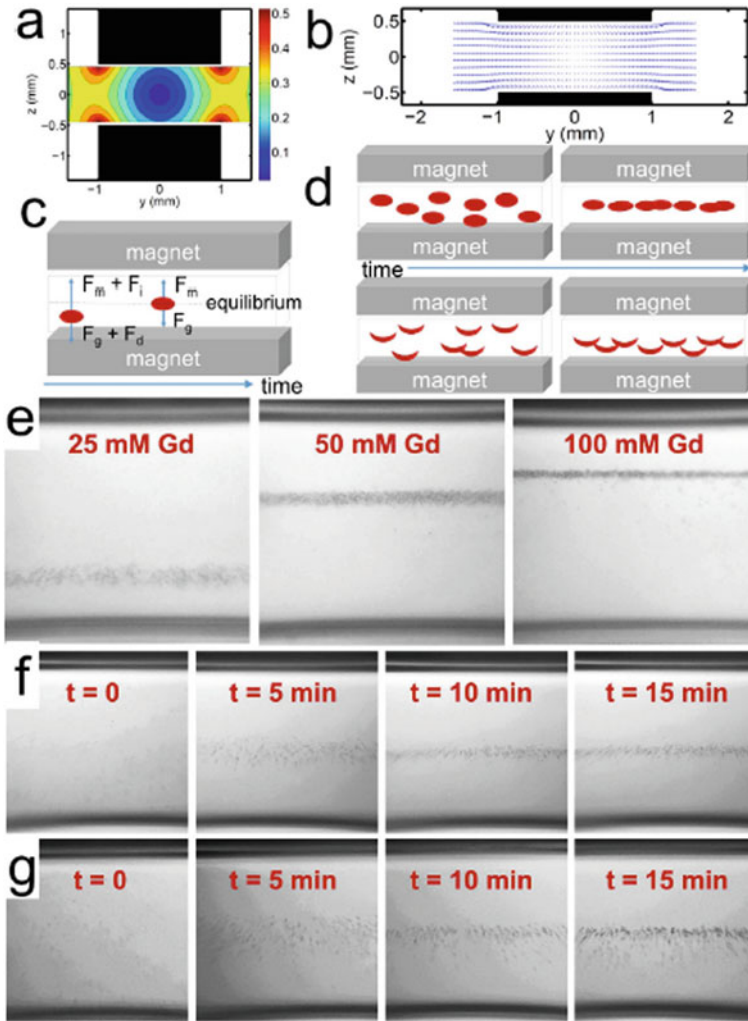 a
0.5
0.4
0.3
0.2
0.1
1
0.5
0
−0.5
−1
z (mm)
−1 0 1
y (mm)
b
0.5
0
−0.5
z (mm)
−2 −1 0 1 2
y (mm)
c
magnet
Fm + Fi Fm
equilibrium
Fg + Fd Fg
magnet
time
d
magnet magnet
magnet magnet
time
magnet magnet
magnet magnet
e
25 mM Gd 50 mM Gd 100 mM Gd
f
t = 0 t = 5 min t = 10 min t = 15 min
g
t = 0 t = 5 min t = 10 min t = 15 min